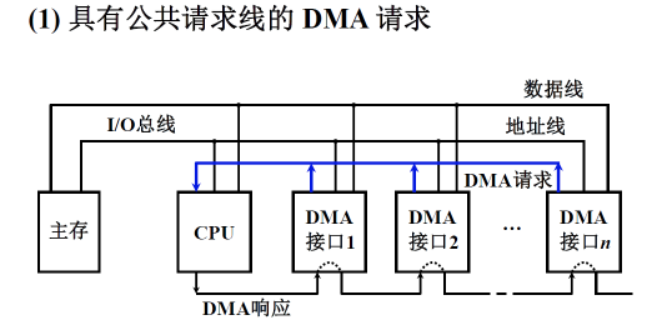 (1) 具有公共请求线的 DMA 请求
数据线
I/O总线
地址线
DMA请求
主存
CPU
DMA
接口1
DMA
接口2
...
DMA
接口n
DMA响应